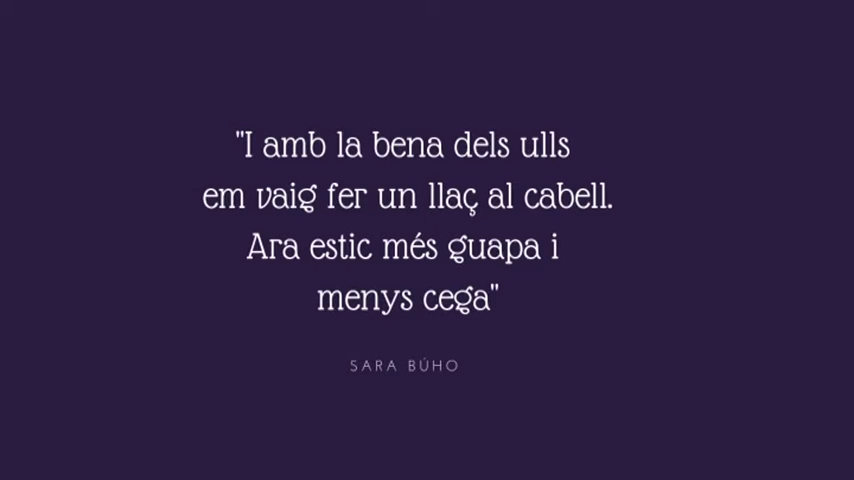 "I amb la bena dels ulls
em vaig fer un llaç al cabell.
Ara estic més guapa i
menys cega"
SARA BÚHO